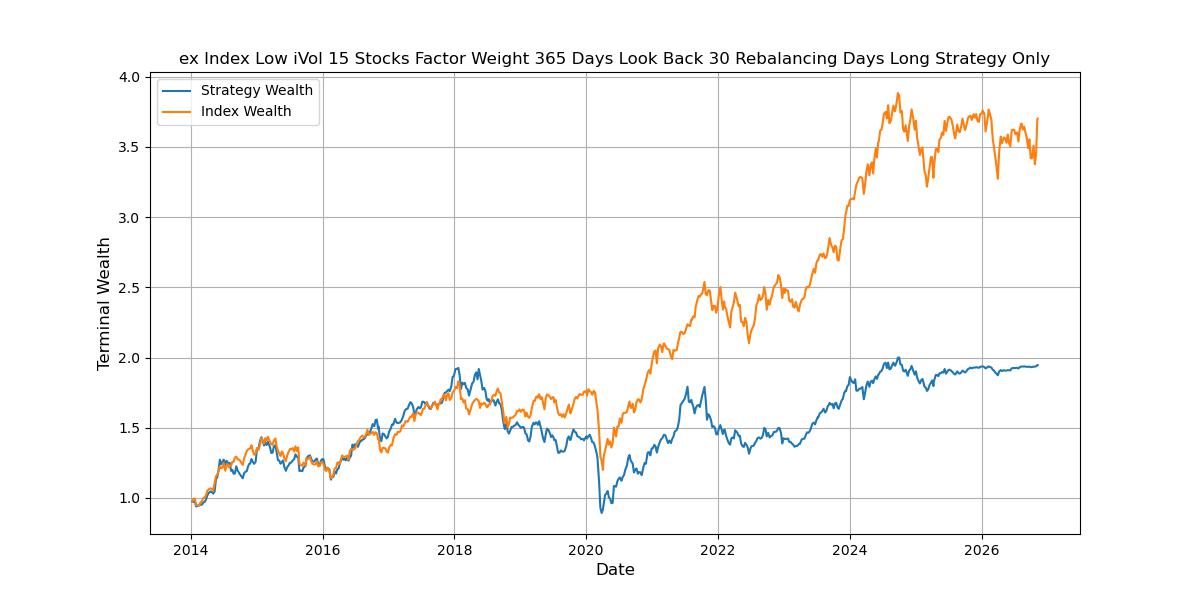 ex Index Low iVol 15 Stocks Factor Weight 365 Days Look Back 30 Rebalancing Days Long Strategy Only
Strategy Wealth
Index Wealth
Terminal Wealth
4.0
3.5
3.0
2.5
2.0
1.5
1.0
2014 2016 2018 2020 2022 2024 2026
Date